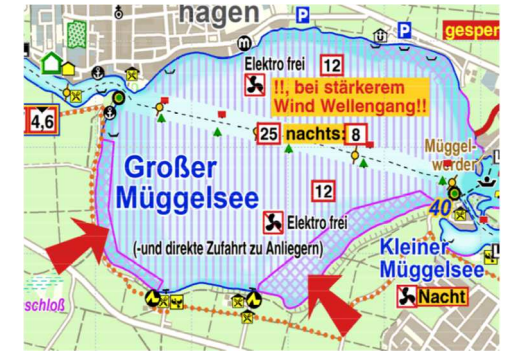 hagen
P
P
gesper
Elektro frei
12
!!, bei stärkerem
Wind Wellengang!!
4,6
25 nachts: 8
Müggel-
werder
Großer
Müggelsee
12
40
Elektro frei
(-und direkte Zufahrt zu Anliegern)
Kleiner
Müggelsee
Nacht
schloß